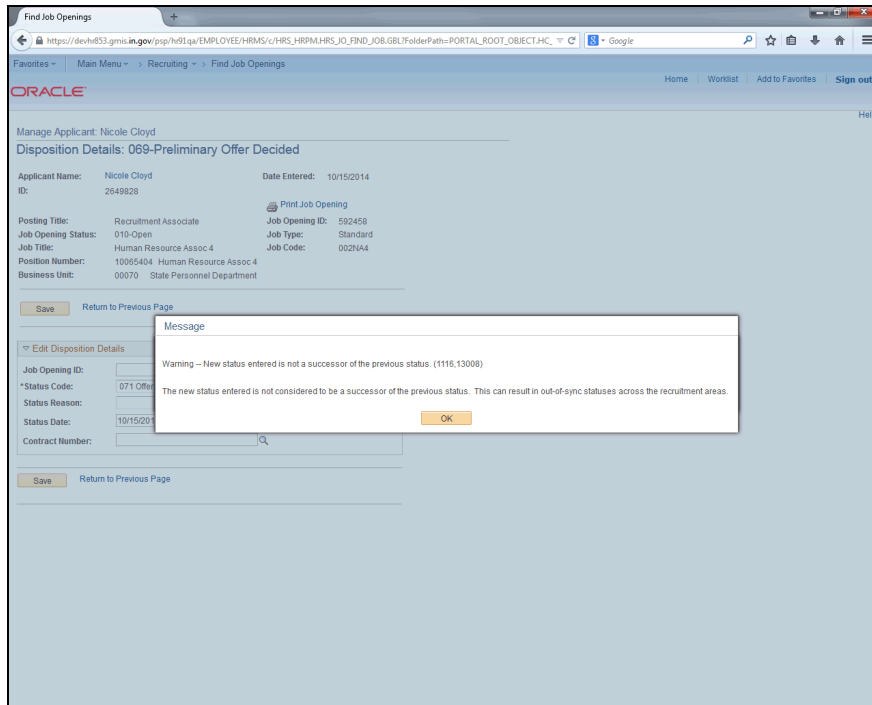 Find Job Openings
https://devhr853.gmis.in.gov/psp/hr91qa/EMPLOYEE/HRMS/c/HRS_HRPM.HRS_JO_FIND_JOB.GBL?FolderPath=PORTAL_ROOT_OBJECT.HC_ Google
Favorites Main Menu > Recruiting > Find Job Openings
Home Worklist Add to Favorites Sign out
ORACLE
Hel
Manage Applicant: Nicole Cloyd
Disposition Details: 069-Preliminary Offer Decided
Applicant Name: Nicole Cloyd Date Entered: 10/15/2014
ID: 2649828
Print Job Opening
Posting Title: Recruitment Associate Job Opening ID: 592458
Job Opening Status: 010-Open Job Type: Standard
Job Title: Human Resource Assoc 4 Job Code: 002NA4
Position Number: 10065404 Human Resource Assoc 4
Business Unit: 00070 State Personnel Department
Save Return to Previous Page
Message
Edit Disposition Details
Warning -- New status entered is not a successor of the previous status. (1116,13008)
Job Opening ID:
*Status Code: 071 Offer
The new status entered is not considered to be a successor of the previous status. This can result in out-of-sync statuses across the recruitment areas.
Status Reason:
Status Date: 10/15/201
OK
Contract Number:
Save Return to Previous Page